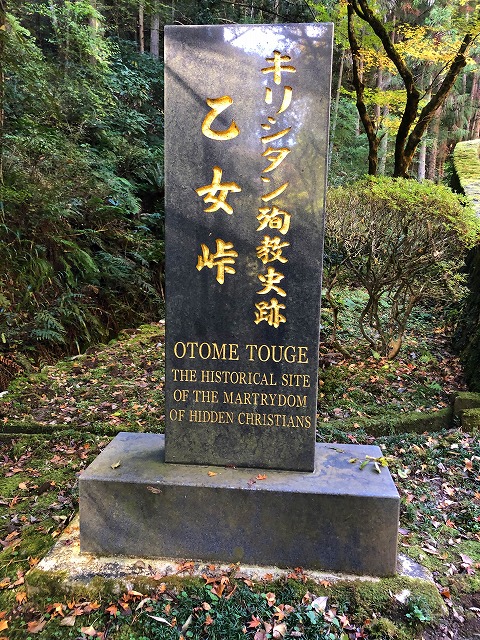 キリシタン殉教史跡
乙女峠
OTOME TOUGE
THE HISTORICAL SITE
OF THE MARTRYDOM
OF HIDDEN CHRISTIANS